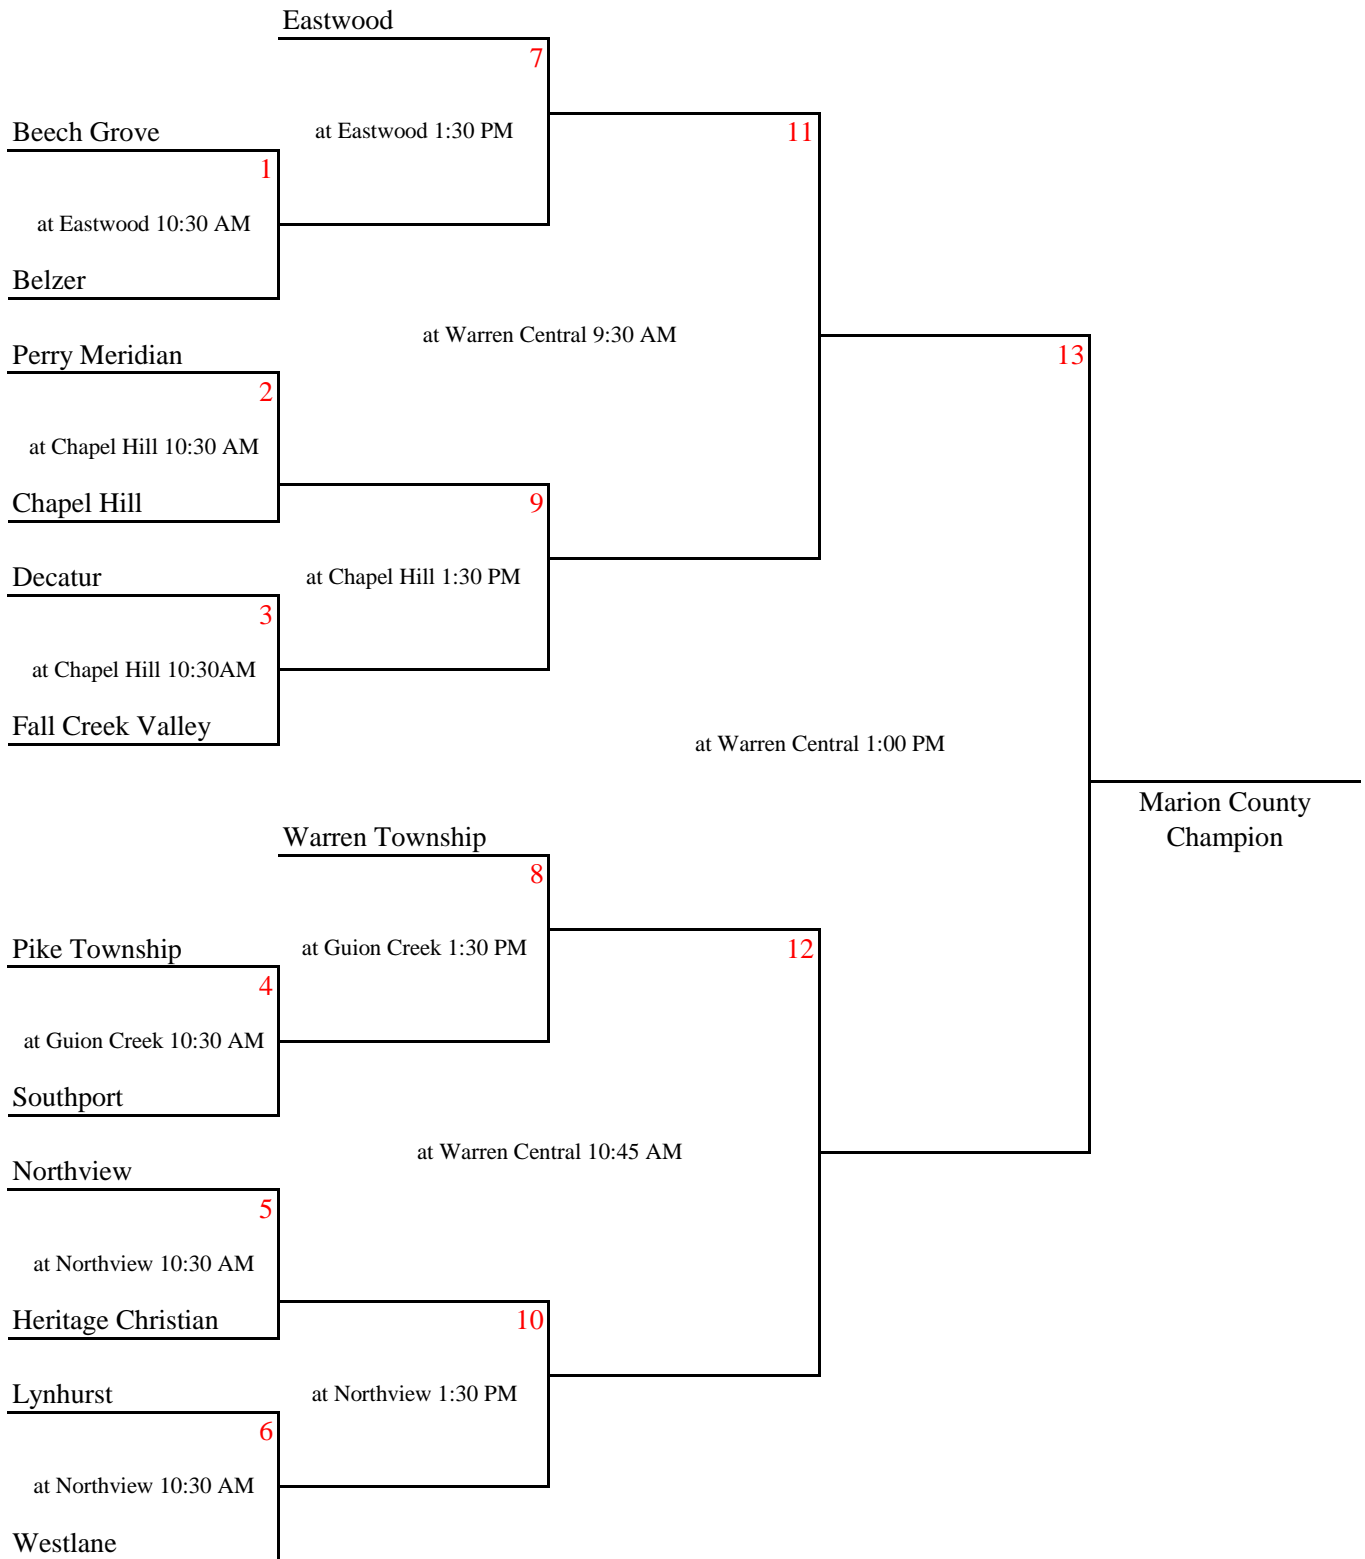 Eastwood
7
Beech Grove
at Eastwood 1:30 PM
11
1
at Eastwood 10:30 AM
Belzer
at Warren Central 9:30 AM
Perry Meridian
13
2
at Chapel Hill 10:30 AM
Chapel Hill
9
Decatur
at Chapel Hill 1:30 PM
3
at Chapel Hill 10:30AM
Fall Creek Valley
at Warren Central 1:00 PM
Marion County
Champion
Warren Township
8
Pike Township
at Guion Creek 1:30 PM
12
4
at Guion Creek 10:30 AM
Southport
at Warren Central 10:45 AM
Northview
5
at Northview 10:30 AM
Heritage Christian
10
Lynhurst
at Northview 1:30 PM
6
at Northview 10:30 AM
Westlane